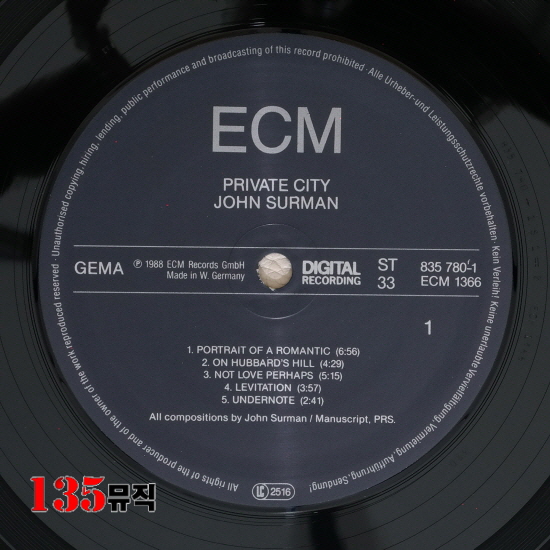 All rights of the producer and of the owner of the work reproduced reserved · Unauthorised copying, hiring, lending, public performance and broadcasting of this record prohibited · Alle Urheber- und Leistungsschutzrechte vorbehalten · Kein Verleih! Keine unerlaubte Vervielfältigung, Vermietung, Aufführung, Sendung!
ECM
PRIVATE CITY
JOHN SURMAN
GEMA
℗ 1988 ECM Records GmbH
Made in W. Germany
DIGITAL
RECORDING
ST
33
835 780-1
ECM 1366
1
1. PORTRAIT OF A ROMANTIC (6:56)
2. ON HUBBARD'S HILL (4:29)
3. NOT LOVE PERHAPS (5:15)
4. LEVITATION (3:57)
5. UNDERNOTE (2:41)
All compositions by John Surman / Manuscript, PRS.
LC 2516
135뮤직